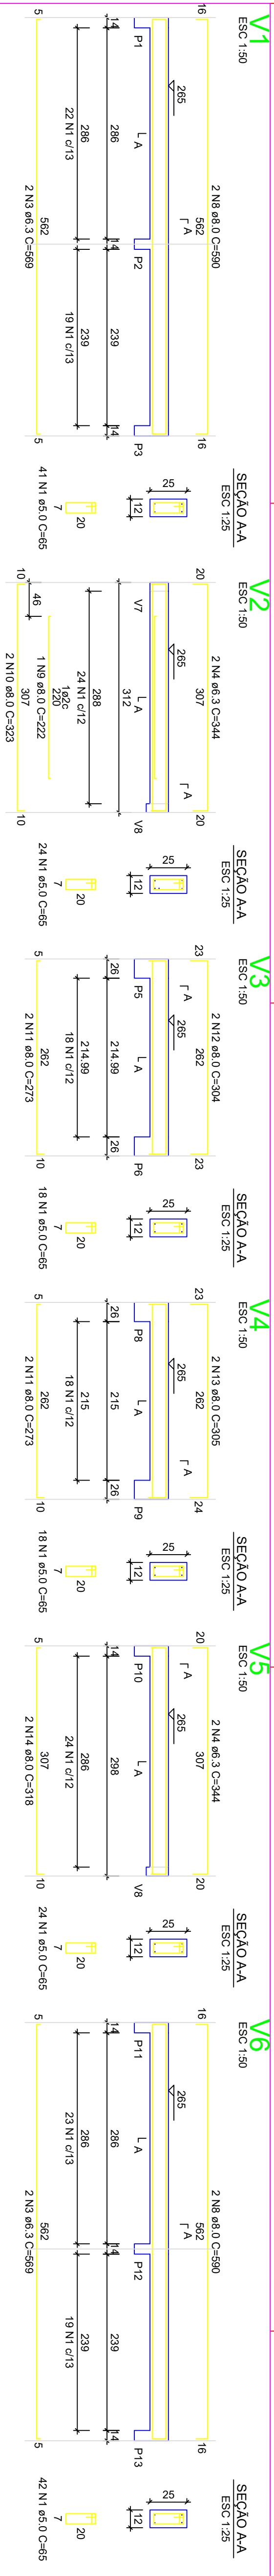 V1
ESC 1:50
2 N8 ø8.0 C=590
16
562
16
265
Γ A
L A
P1
P2
P3
14
286
14
239
14
286
239
22 N1 c/13
19 N1 c/13
5
562
5
2 N3 ø6.3 C=569
SEÇÃO A-A
ESC 1:25
25
12
20
7
41 N1 ø5.0 C=65
V2
ESC 1:50
2 N4 ø6.3 C=344
20
307
20
265
Γ A
L A
V7
V8
312
288
24 N1 c/12
1ø2c
220
46
1 N9 ø8.0 C=222
10
307
10
2 N10 ø8.0 C=323
SEÇÃO A-A
ESC 1:25
25
12
20
7
24 N1 ø5.0 C=65
V3
ESC 1:50
2 N12 ø8.0 C=304
23
262
23
265
Γ A
L A
P5
P6
26
214.99
26
214.99
18 N1 c/12
5
262
10
2 N11 ø8.0 C=273
SEÇÃO A-A
ESC 1:25
25
12
20
7
18 N1 ø5.0 C=65
V4
ESC 1:50
2 N13 ø8.0 C=305
23
262
24
265
Γ A
L A
P8
P9
26
215
26
215
18 N1 c/12
5
262
10
2 N11 ø8.0 C=273
SEÇÃO A-A
ESC 1:25
25
12
20
7
18 N1 ø5.0 C=65
V5
ESC 1:50
2 N4 ø6.3 C=344
20
307
20
265
Γ A
L A
P10
V8
14
298
286
24 N1 c/12
5
307
10
2 N14 ø8.0 C=318
SEÇÃO A-A
ESC 1:25
25
12
20
7
24 N1 ø5.0 C=65
V6
ESC 1:50
2 N8 ø8.0 C=590
16
562
16
265
Γ A
L A
P11
P12
P13
14
286
14
239
14
286
239
23 N1 c/13
19 N1 c/13
5
562
5
2 N3 ø6.3 C=569
SEÇÃO A-A
ESC 1:25
25
12
20
7
42 N1 ø5.0 C=65